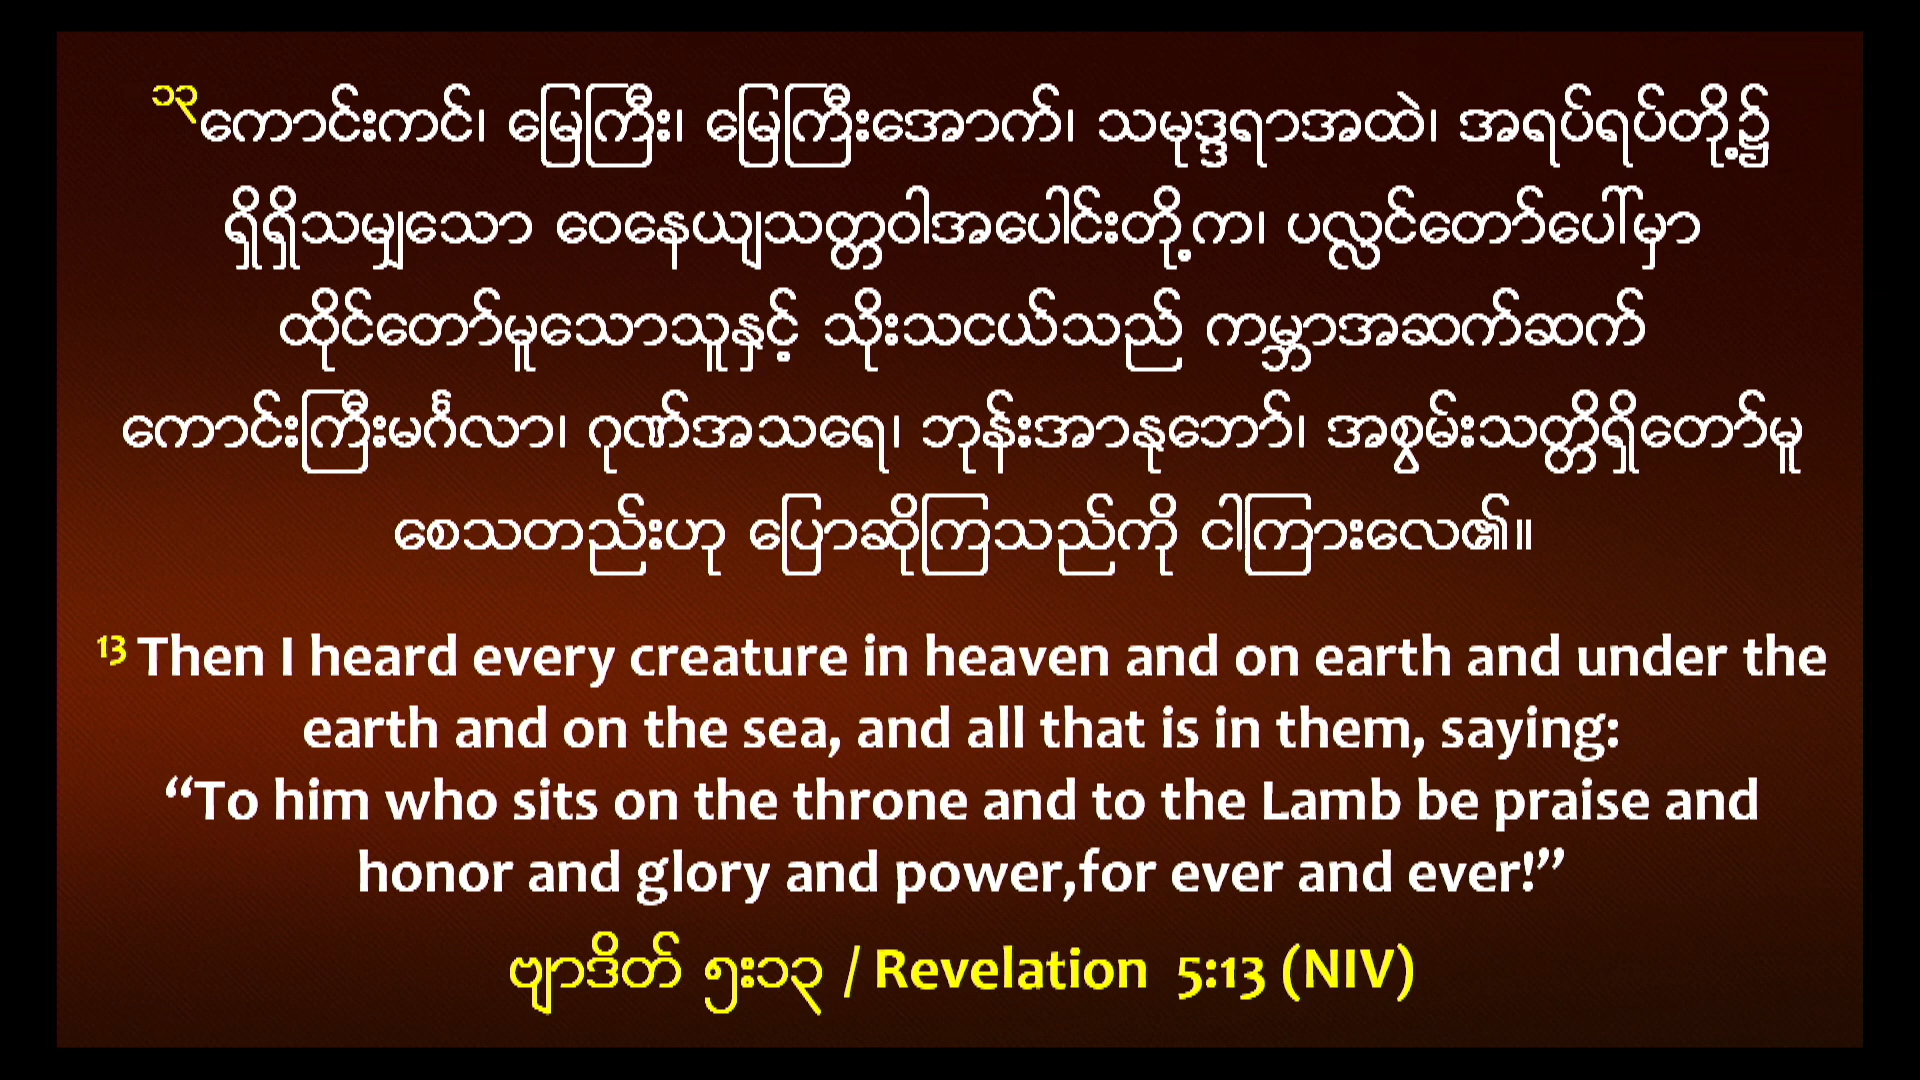 ၁၃ကောင်းကင်၊ မြေကြီး၊ မြေကြီးအောက်၊ သမုဒ္ဒရာအထဲ၊ အရပ်ရပ်တို့၌
ရှိရှိသမျှသော ဝေနေယျသတ္တဝါအပေါင်းတို့က၊ ပလ္လင်တော်ပေါ်မှာ
ထိုင်တော်မူသောသူနှင့် သိုးသငယ်သည် ကမ္ဘာအဆက်ဆက်
ကောင်းကြီးမင်္ဂလာ၊ ဂုဏ်အသရေ၊ ဘုန်းအာနုဘော်၊ အစွမ်းသတ္တိရှိတော်မူ
စေသတည်းဟု ပြောဆိုကြသည်ကို ငါကြားလေ၏။
13 Then I heard every creature in heaven and on earth and under the
earth and on the sea, and all that is in them, saying:
“To him who sits on the throne and to the Lamb be praise and
honor and glory and power,for ever and ever!”
ဗျာဒိတ် ၅း၁၃ / Revelation 5:13 (NIV)